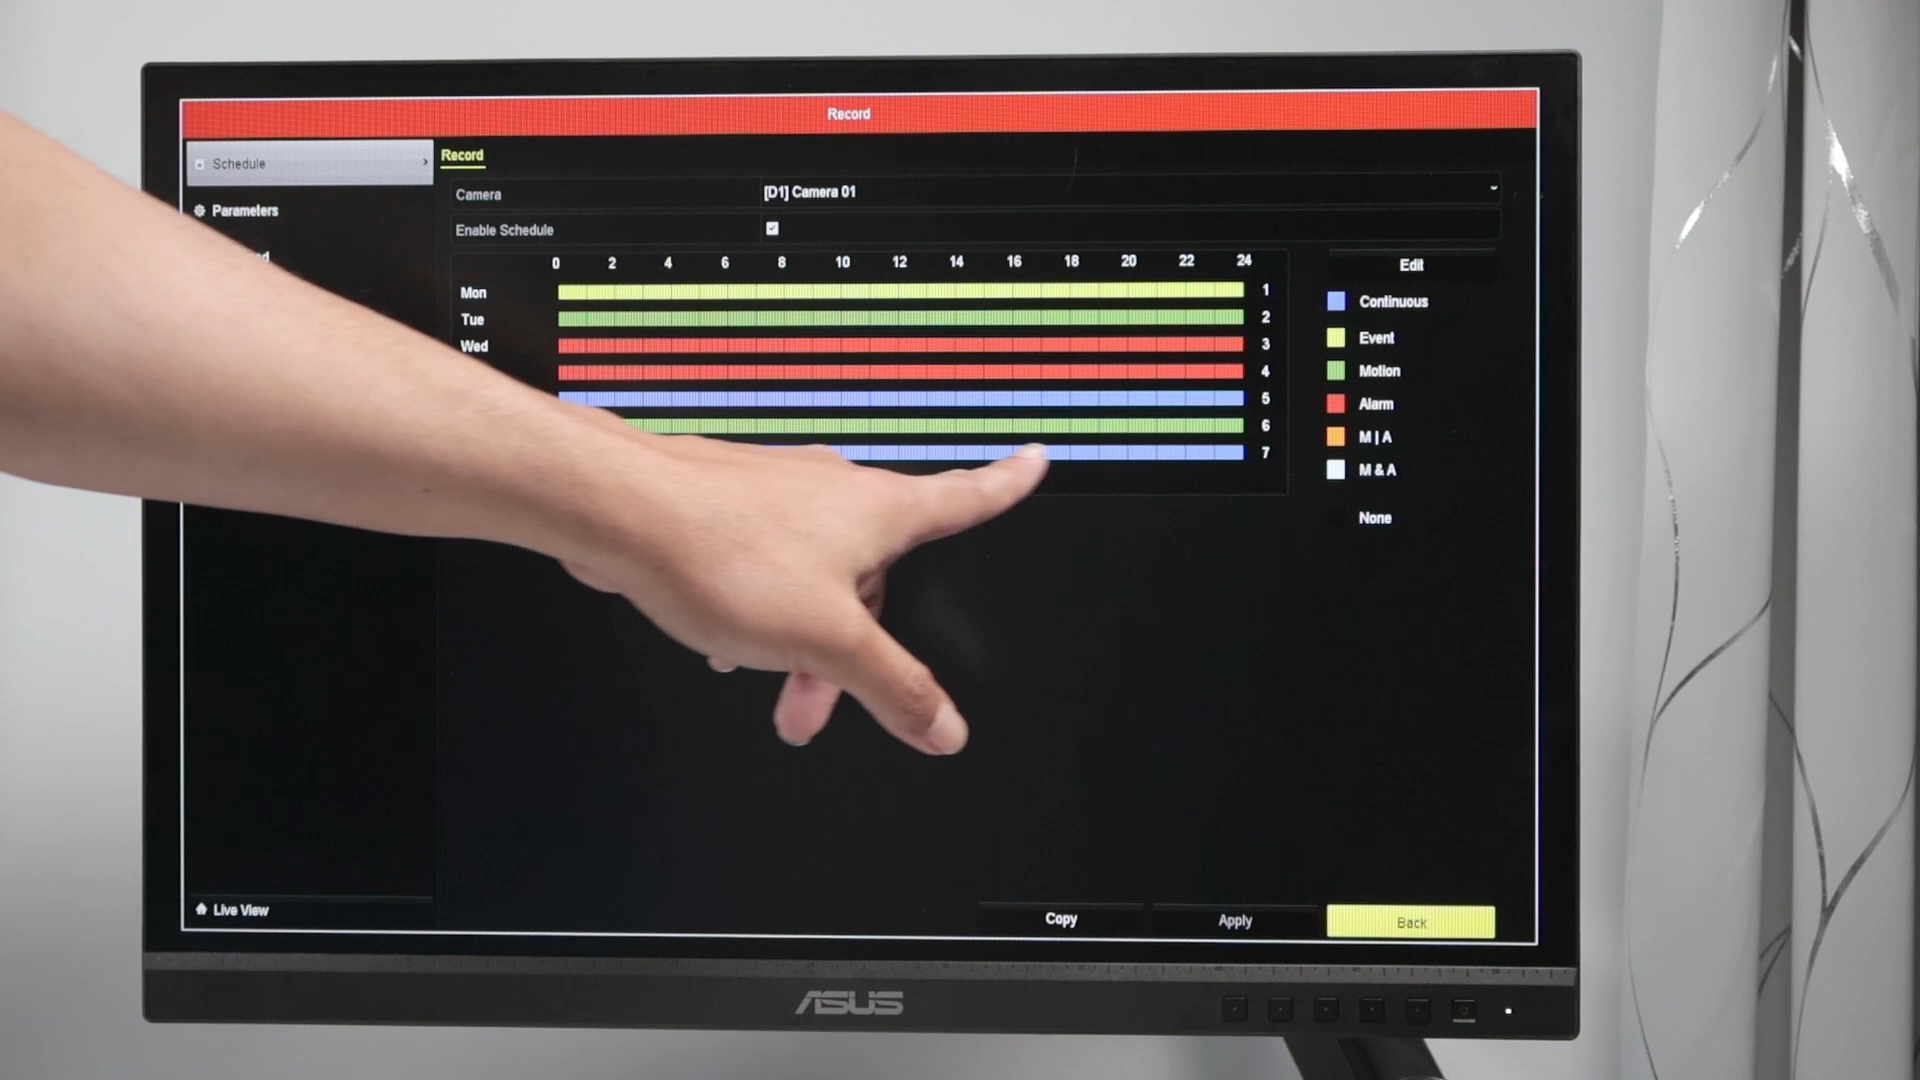 Record
Schedule
Parameters
Record
Camera [D1] Camera 01
Enable Schedule
0 2 4 6 8 10 12 14 16 18 20 22 24
Mon 1
Tue 2
Wed 3
4
5
6
7
Edit
Continuous
Event
Motion
Alarm
M | A
M & A
None
Live View
Copy Apply Back
ASUS